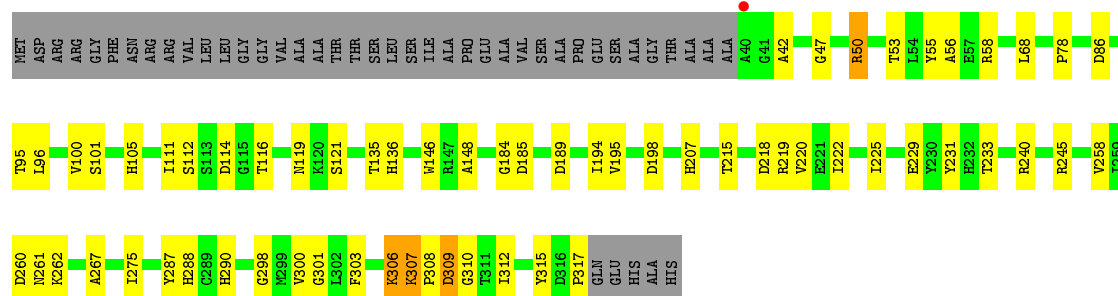 MET ASP ARG ARG GLY PHE ASN ARG ARG VAL LEU LEU GLY GLY VAL ALA ALA THR THR SER LEU SER ILE ALA PRO GLU ALA VAL SER ALA PRO GLU SER ALA GLY THR ALA ALA ALA A40 G41 A42 G47 R50 T53 L54 Y55 A56 E57 R58 L68 P78 D86
T95 L96 V100 S101 H105 I111 S112 S113 D114 G115 T116 N119 K120 S121 T135 H136 W146 R147 A148 G184 D185 D189 I194 V195 D198 H207 T215 D218 R219 V220 E221 I222 I225 E229 Y230 Y231 H232 T233 R240 R245 V258 I259
D260 N261 K262 A267 I275 Y287 H288 C289 H290 G298 M299 V300 G301 L302 F303 K306 K307 P308 D309 G310 T311 I312 Y315 D316 P317 GLN GLU HIS ALA HIS